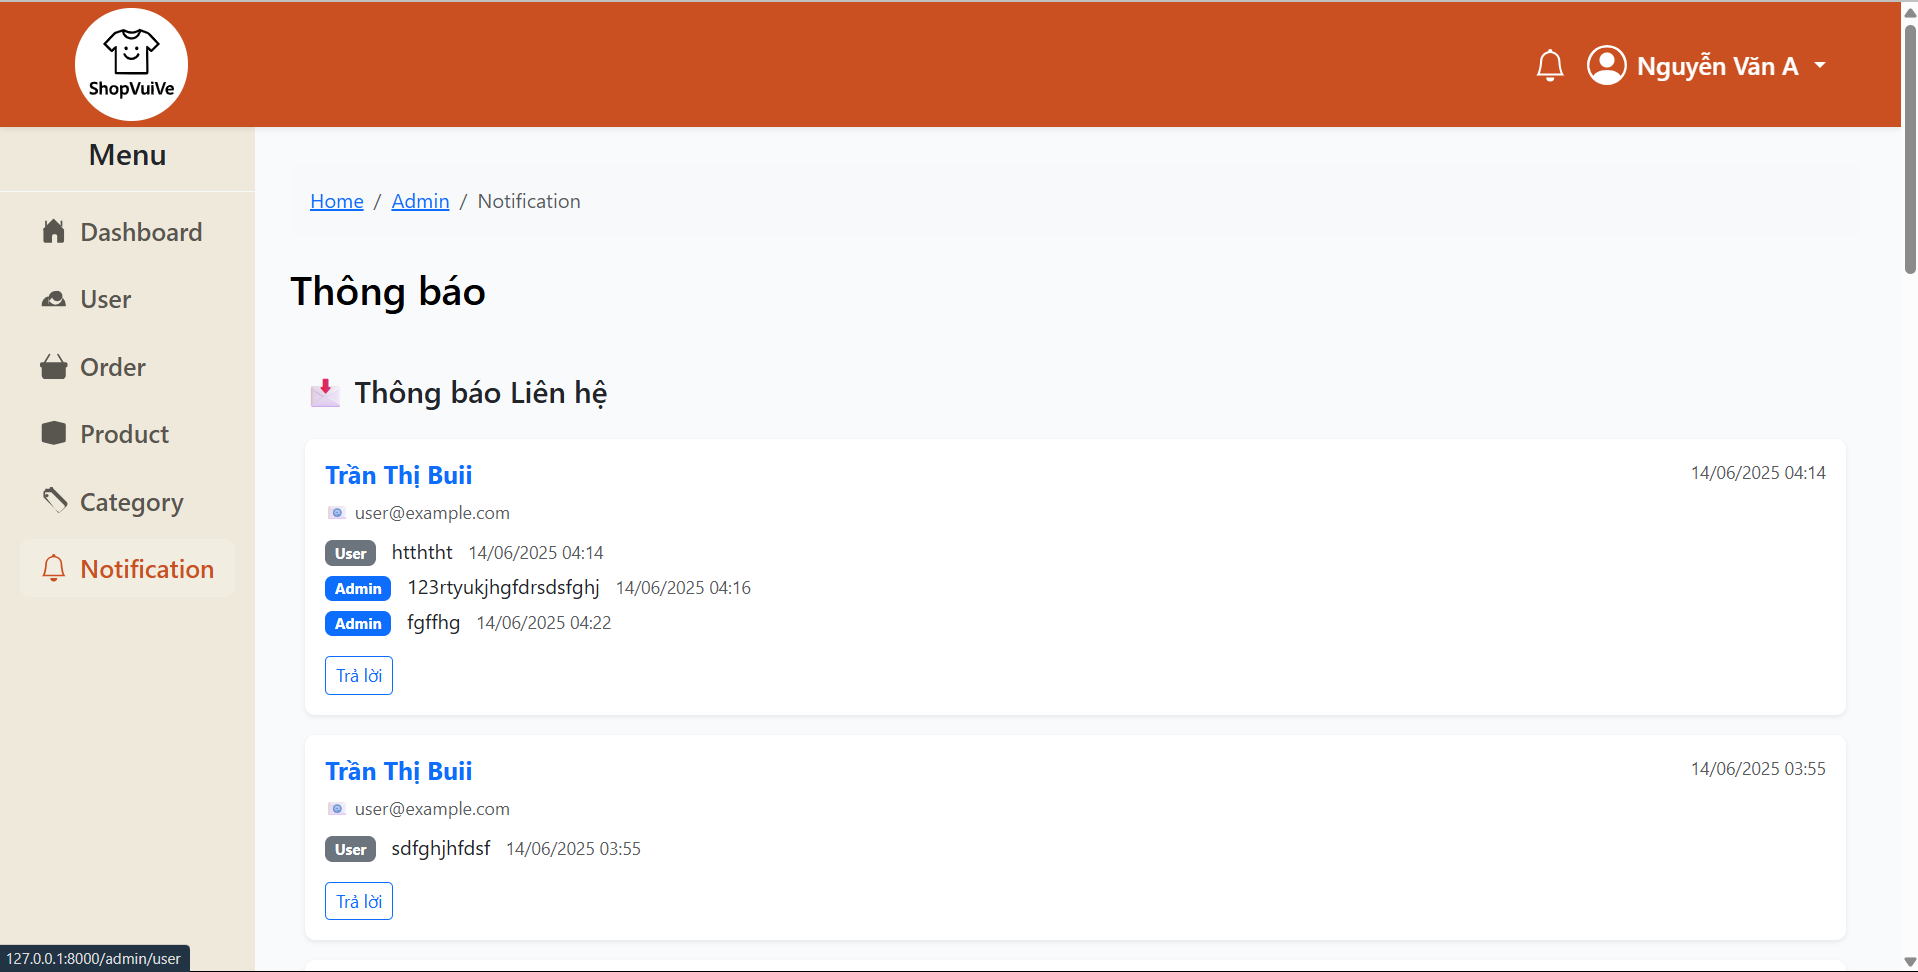 ShopVuiVe
Nguyễn Văn A
Menu
Dashboard
User
Order
Product
Category
Notification
Home / Admin / Notification
Thông báo
Thông báo Liên hệ
Trần Thị Buii 14/06/2025 04:14
user@example.com
User htththt 14/06/2025 04:14
Admin 123rtyukjhgfdrsdsfghj 14/06/2025 04:16
Admin fgffhg 14/06/2025 04:22
Trả lời
Trần Thị Buii 14/06/2025 03:55
user@example.com
User sdfghjhfdsf 14/06/2025 03:55
Trả lời
127.0.0.1:8000/admin/user